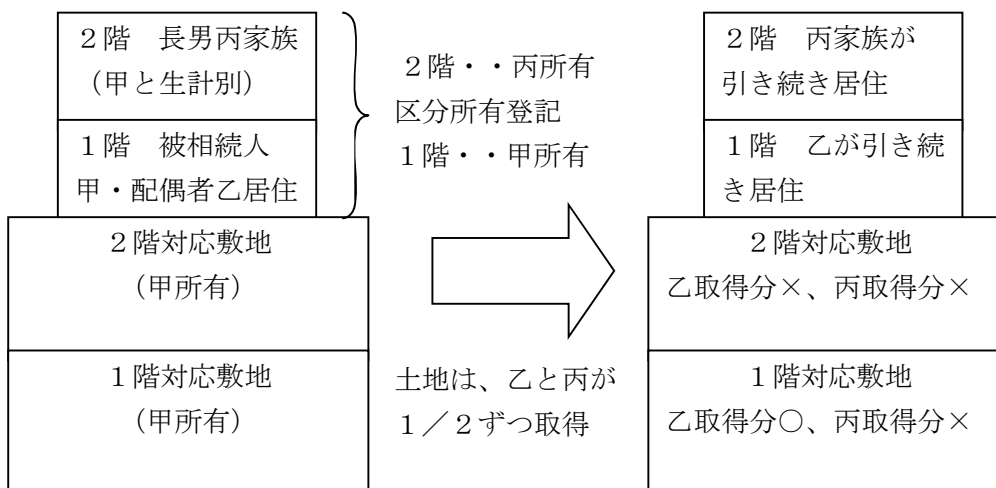 ２階　長男丙家族
（甲と生計別）
１階　被相続人
甲・配偶者乙居住
２階・・丙所有
区分所有登記
１階・・甲所有
２階対応敷地
（甲所有）
１階対応敷地
（甲所有）
土地は、乙と丙が
１／２ずつ取得
２階　丙家族が
引き続き居住
１階　乙が引き続
き居住
２階対応敷地
乙取得分×、丙取得分×
１階対応敷地
乙取得分○、丙取得分×